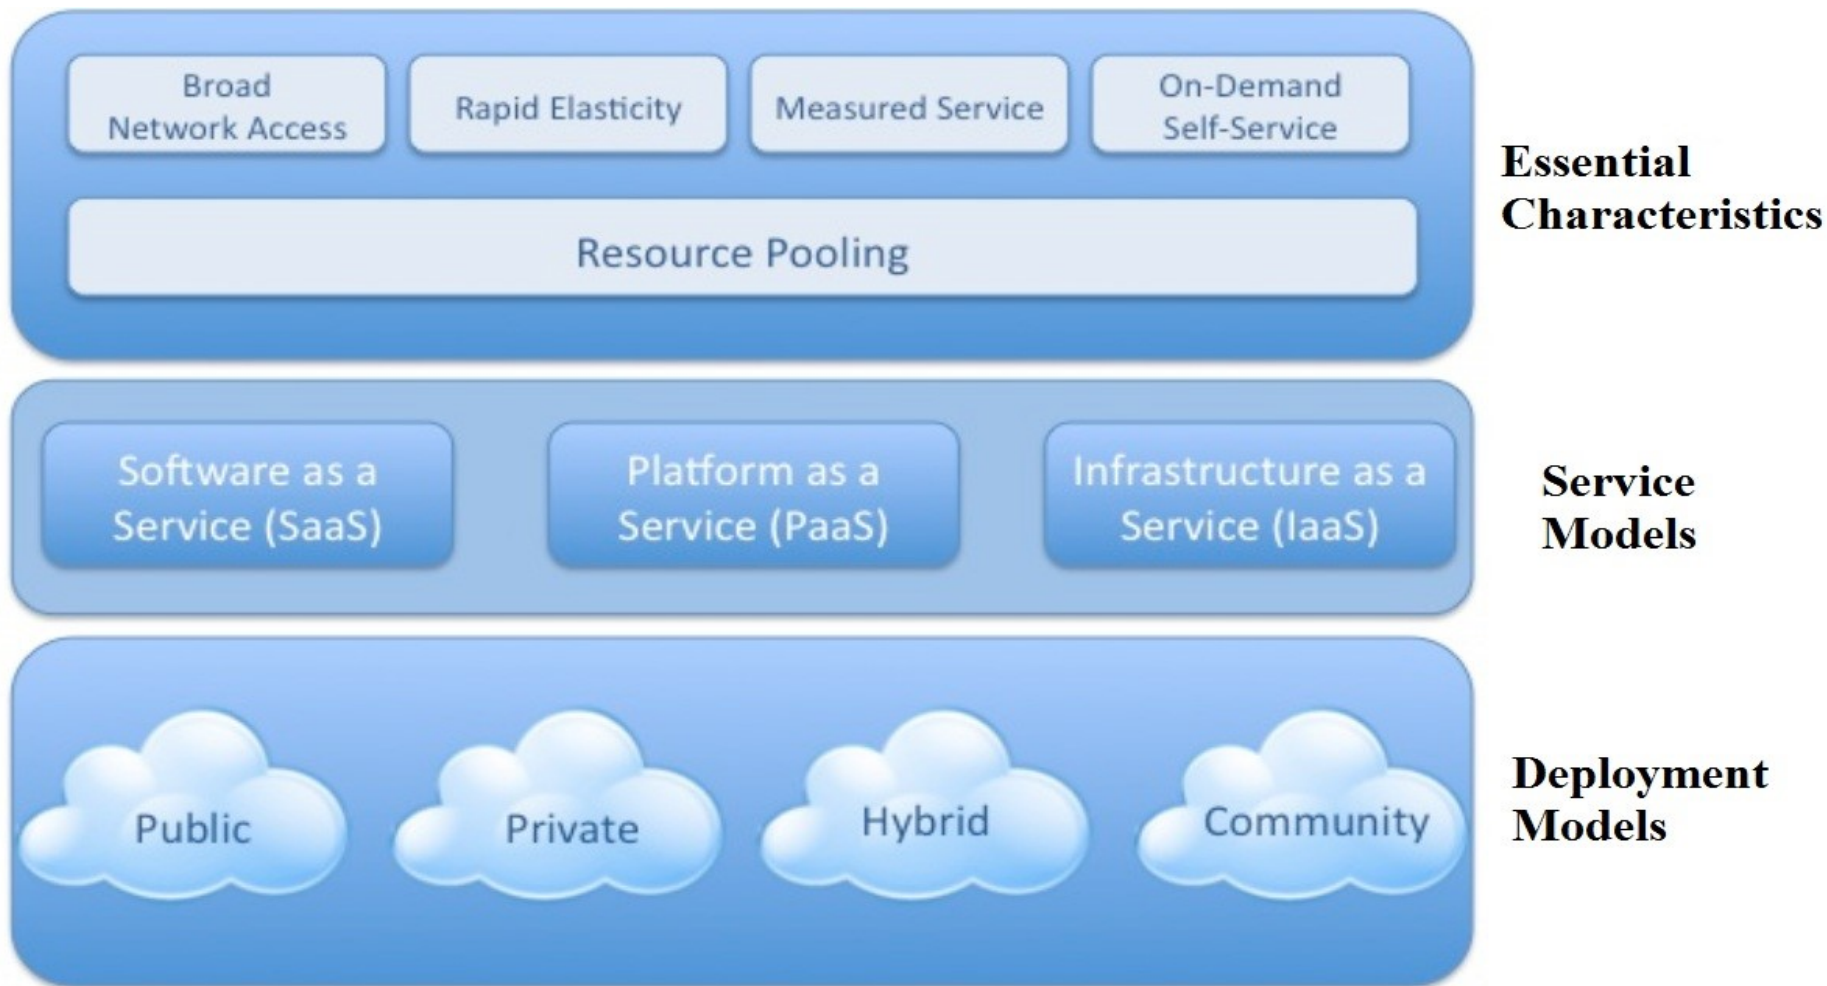 Broad
Network Access
Rapid Elasticity
Measured Service
On-Demand
Self-Service
Resource Pooling
Essential
Characteristics
Software as a
Service (SaaS)
Platform as a
Service (PaaS)
Infrastructure as a
Service (IaaS)
Service
Models
Public
Private
Hybrid
Community
Deployment
Models